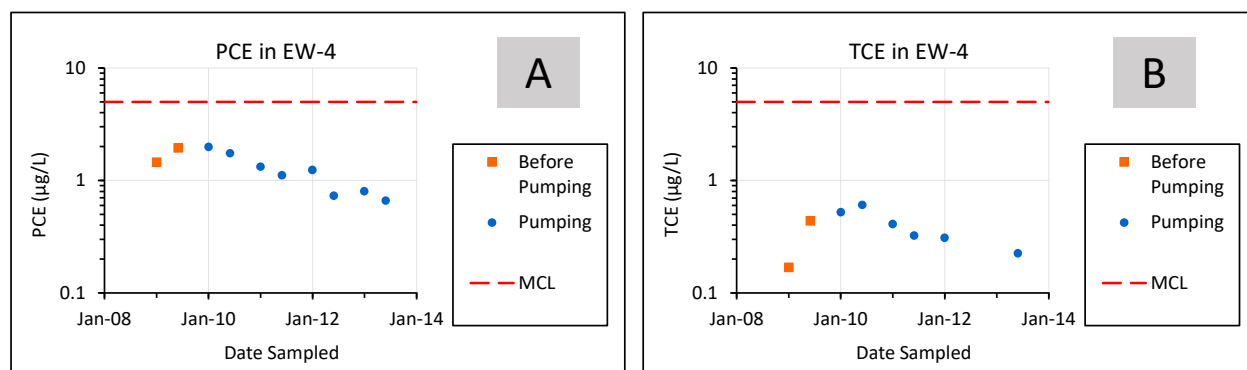 PCE in EW-4
A
10
1
0.1
PCE (µg/L)
Jan-08
Jan-10
Jan-12
Jan-14
Date Sampled
Before
Pumping
Pumping
MCL
TCE in EW-4
B
10
1
0.1
TCE (µg/L)
Jan-08
Jan-10
Jan-12
Jan-14
Date Sampled
Before
Pumping
Pumping
MCL